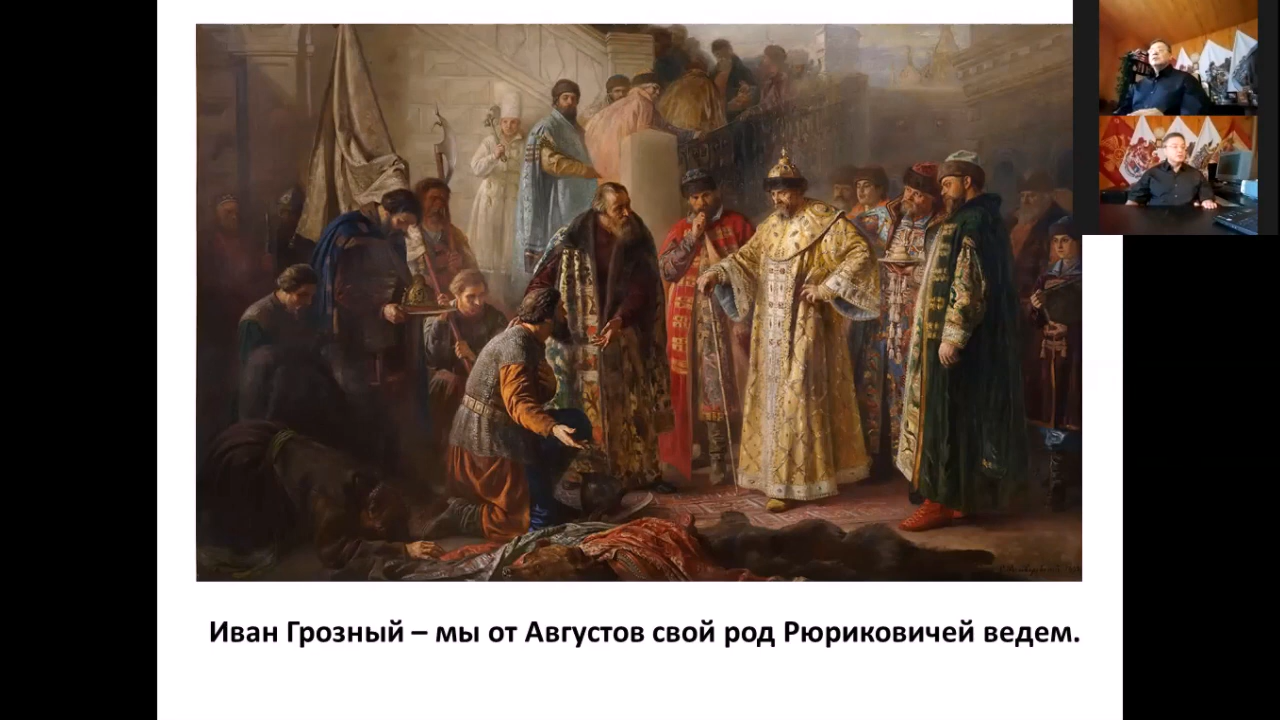 Иван Грозный – мы от Августов свой род Рюриковичей ведем.